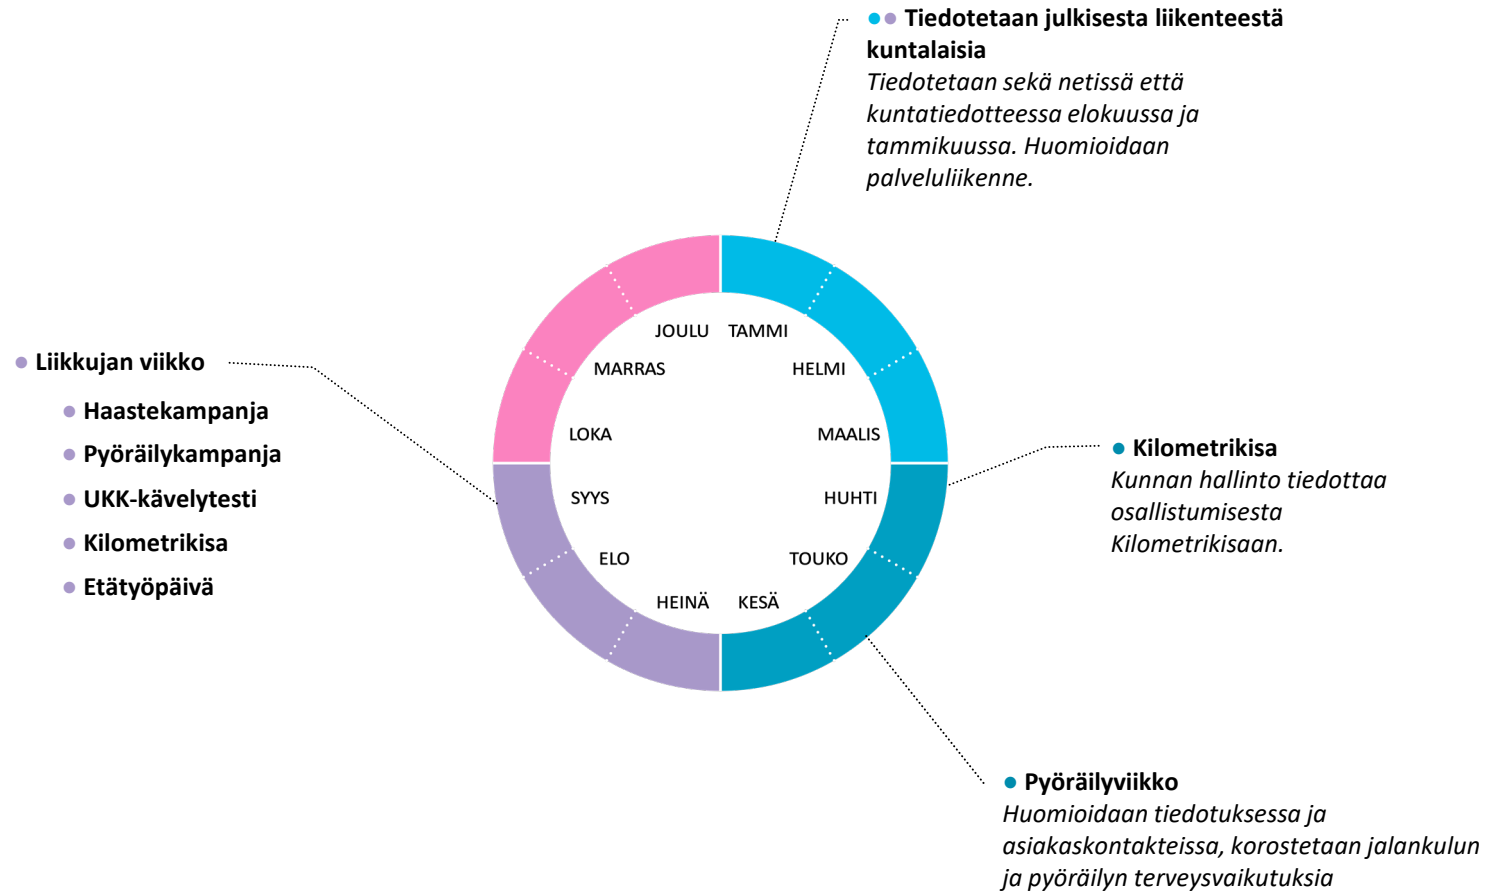 Tiedotetaan julkisesta liikenteestä
kuntalaisia
Tiedotetaan sekä netissä että
kuntatiedotteessa elokuussa ja
tammikuussa. Huomioidaan
palveluliikenne.
JOULU
TAMMI
MARRAS
HELMI
LOKA
MAALIS
SYYS
HUHTI
ELO
TOUKO
HEINÄ
KESÄ
Liikkujan viikko
Haastekampanja
Pyöräilykampanja
UKK-kävelytesti
Kilometrikisa
Etätyöpäivä
Kilometrikisa
Kunnan hallinto tiedottaa
osallistumisesta
Kilometrikisaan.
Pyöräilyviikko
Huomioidaan tiedotuksessa ja
asiakaskontakteissa, korostetaan jalankulun
ja pyöräilyn terveysvaikutuksia